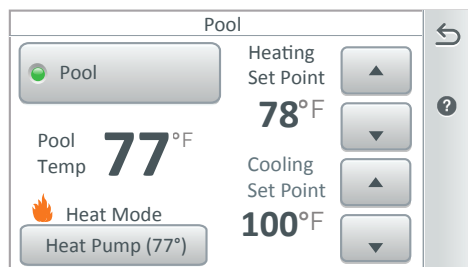 Pool
Pool
Heating
Set Point
78°F
Pool
Temp
77°F
Cooling
Set Point
100°F
Heat Mode
Heat Pump (77°)
?